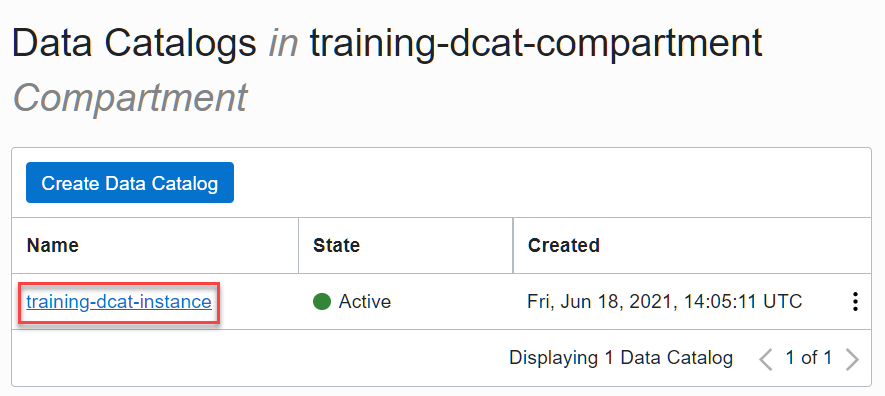 Data Catalogs in training-dcat-compartment
Compartment
Create Data Catalog
Name State Created
training-dcat-instance Active Fri, Jun 18, 2021, 14:05:11 UTC
Displaying 1 Data Catalog 1 of 1